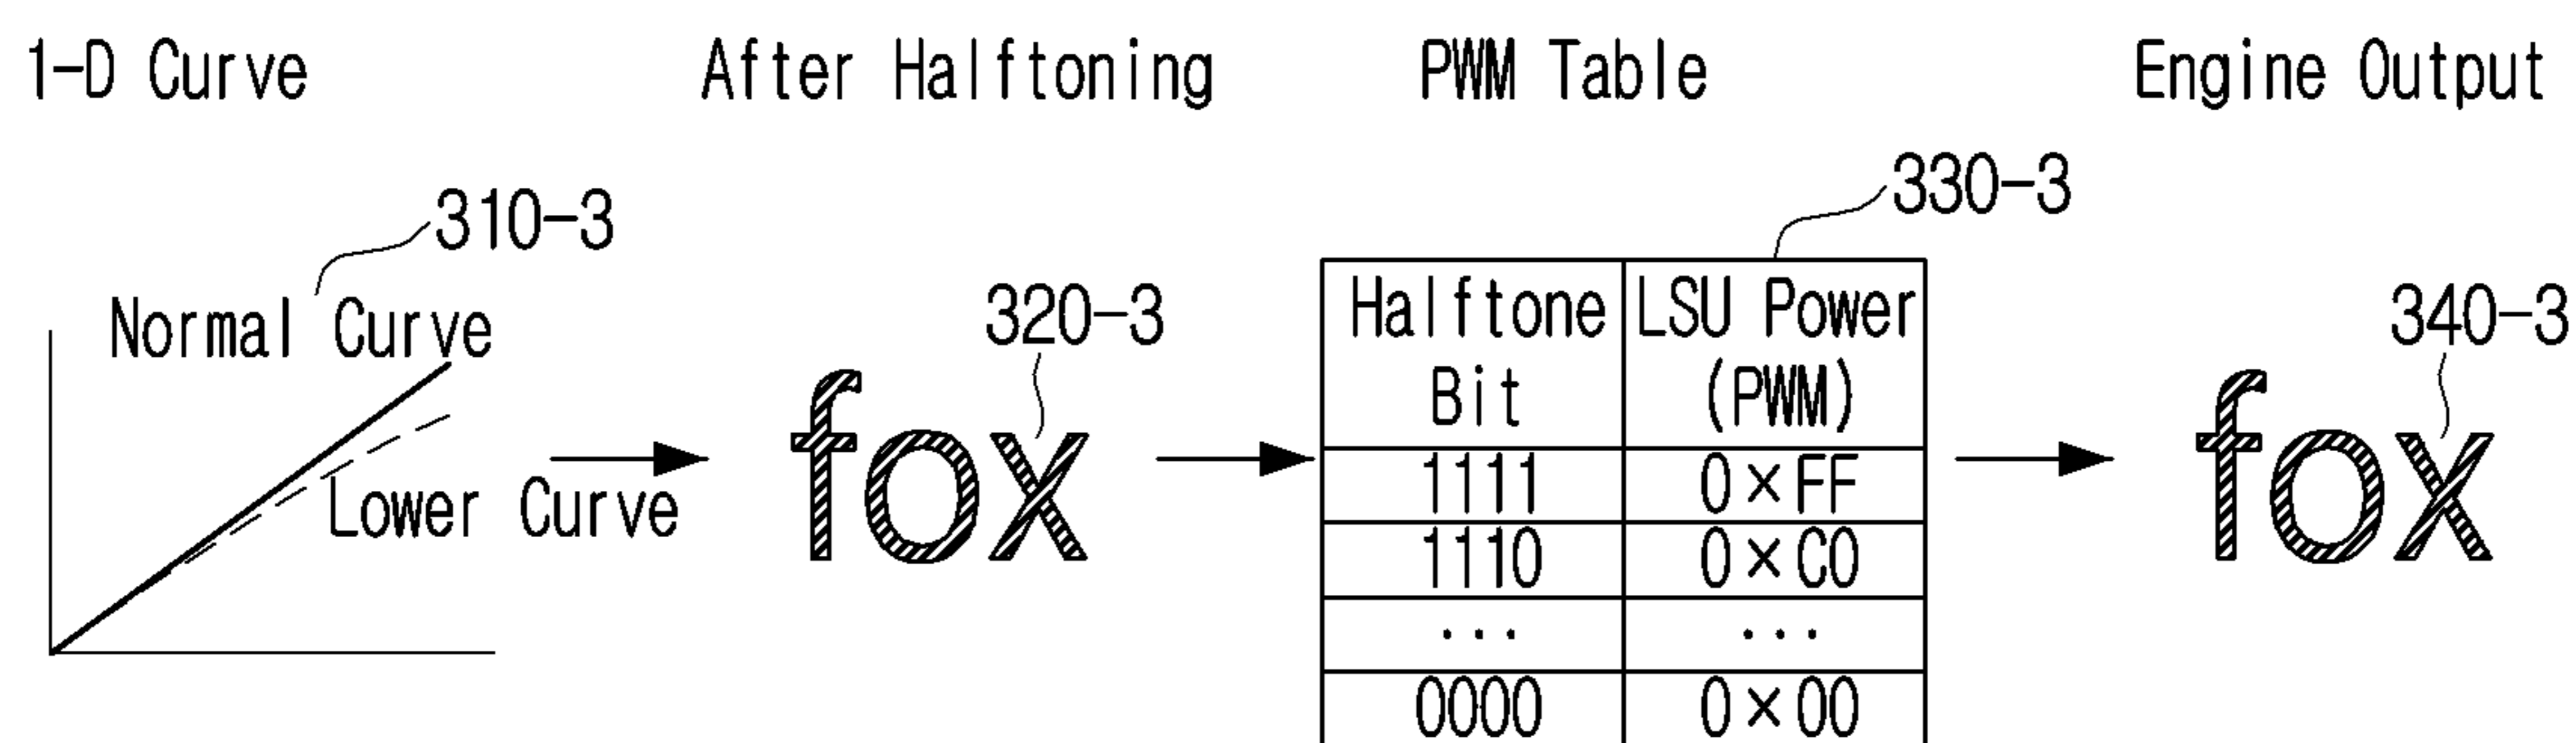 1-D Curve
After Halftoning
PWM Table
Engine Output
310-3
Normal Curve
Lower Curve
320-3
fox
330-3
Halftone Bit
LSU Power (PWM)
1111 0×FF
1110 0×C0
... ...
0000 0×00
340-3
fox